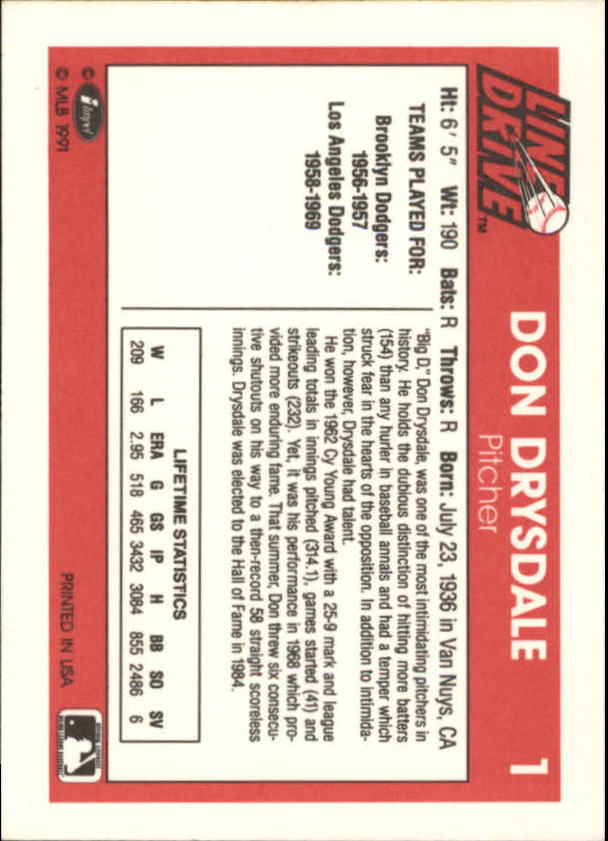 LINE
DRIVE™
DON DRYSDALE
Pitcher
1
Ht: 6' 5" Wt: 190 Bats: R Throws: R Born: July 23, 1936 in Van Nuys, CA
TEAMS PLAYED FOR:
Brooklyn Dodgers:
1956-1957
Los Angeles Dodgers:
1958-1969
"Big D," Don Drysdale, was one of the most intimidating pitchers in
history. He holds the dubious distinction of hitting more batters
(154) than any hurler in baseball annals and had a temper which
struck fear in the hearts of the opposition. In addition to intimida-
tion, however, Drysdale had talent.
He won the 1962 Cy Young Award with a 25-9 mark and league
leading totals in innings pitched (314.1), games started (41) and
strikeouts (232). Yet, it was his performance in 1968 which pro-
vided more enduring fame. That summer, Don threw six consecu-
tive shutouts on his way to a then-record 58 straight scoreless
innings. Drysdale was elected to the Hall of Fame in 1984.
LIFETIME STATISTICS
W L ERA G GS IP H BB SO SV
209 166 2.95 518 465 3432 3084 855 2486 6
© impel
© MLB 1991
PRINTED IN USA